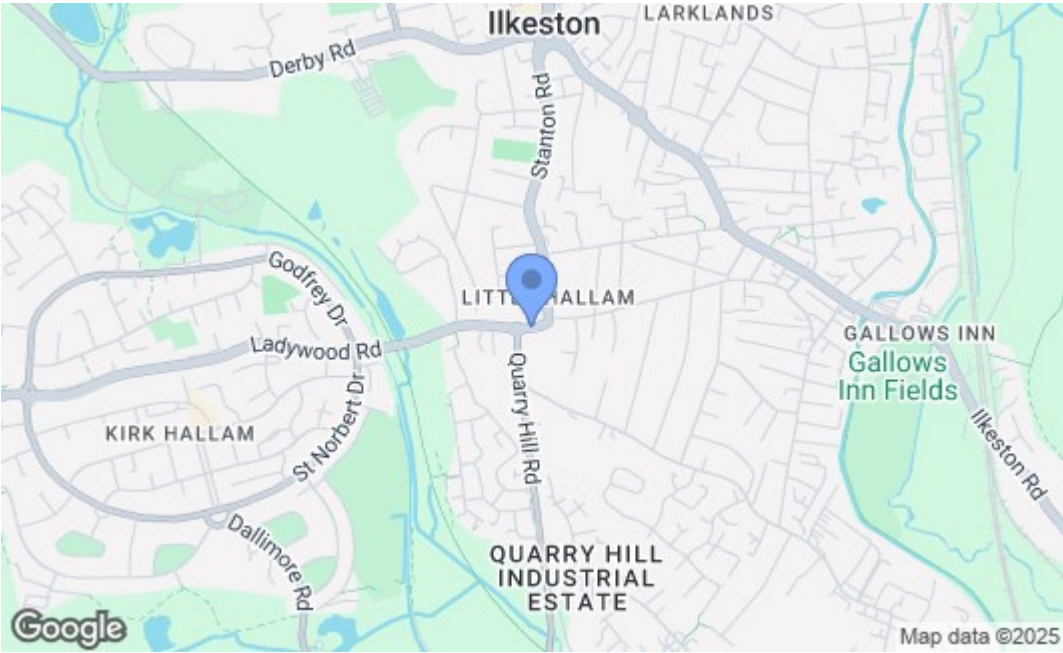 LARKLANDS
Ilkeston
Derby Rd
Stanton Rd
Godfrey Dr
LITTLE HALLAM
Ladywood Rd
GALLOWS INN
Gallows
Inn Fields
Quarry Hill Rd
St Norbert Dr
KIRK HALLAM
Ilkeston Rd
Dallimore Rd
QUARRY HILL
INDUSTRIAL
ESTATE
Google
Map data ©2025